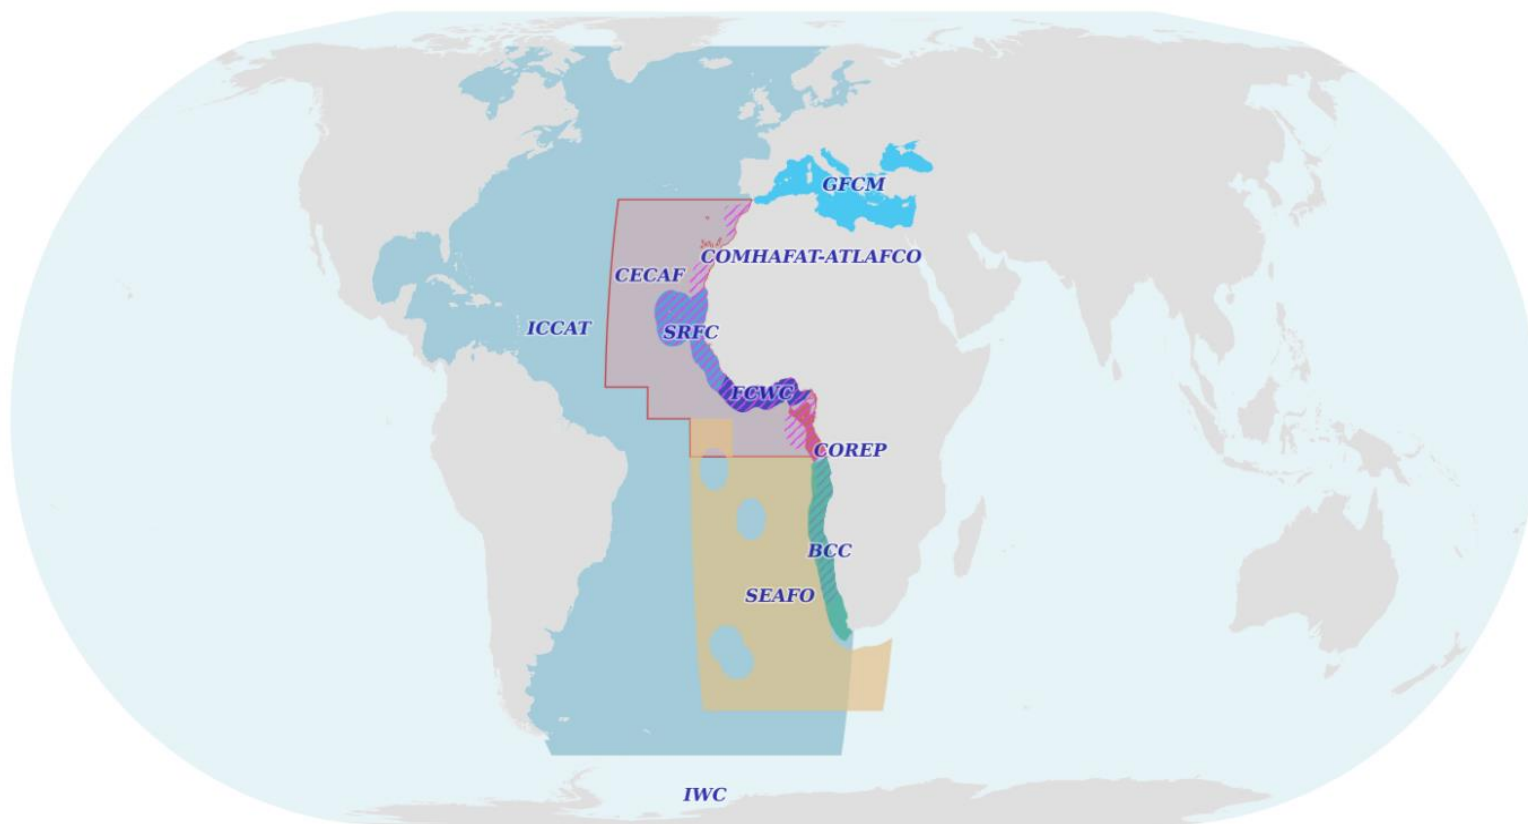 GFCM
COMHAFAT-ATLAFCO
CECAF
ICCAT
SRFC
FCWC
COREP
BCC
SEAFO
IWC